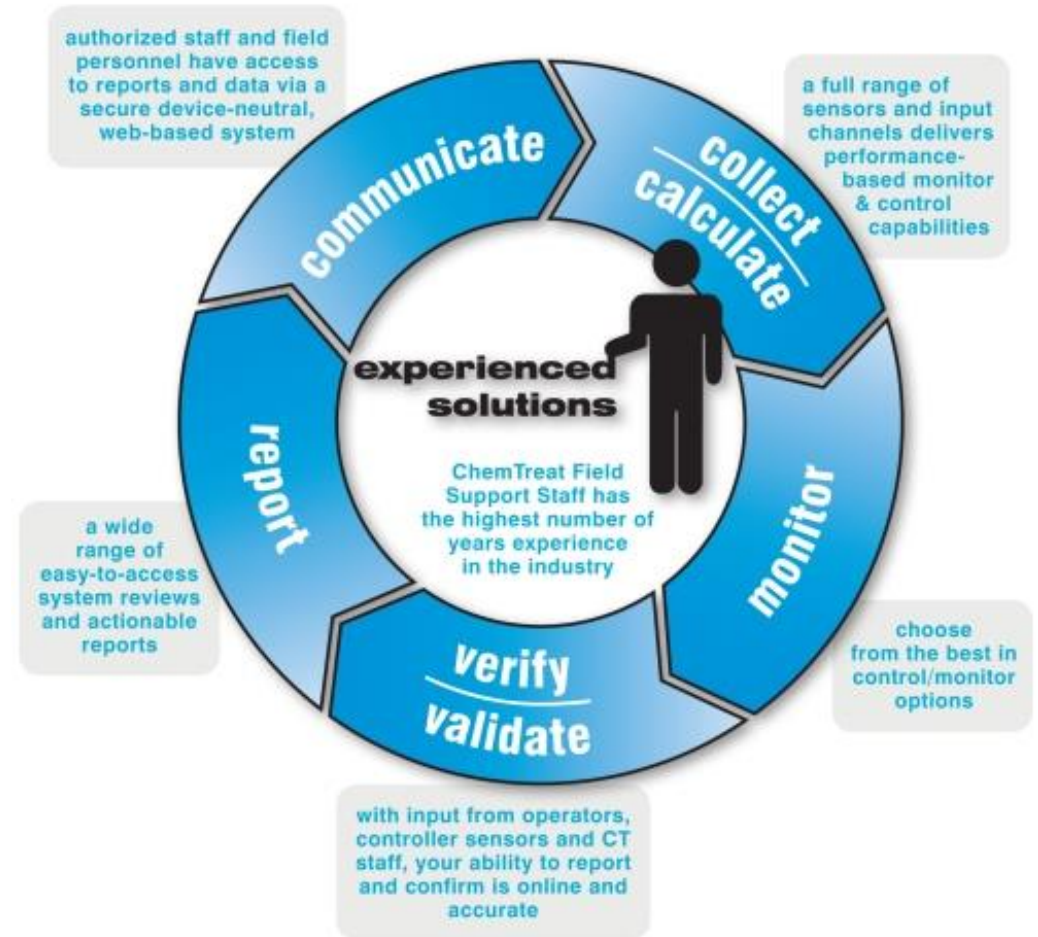 authorized staff and field
personnel have access
to reports and data via a
secure device-neutral,
web-based system
communicate
collect
calculate
a full range of
sensors and input
channels delivers
performance-
based monitor
& control
capabilities
experienced
solutions
ChemTreat Field
Support Staff has
the highest number of
years experience
in the industry
report
monitor
a wide
range of
easy-to-access
system reviews
and actionable
reports
choose
from the best in
control/monitor
options
verify
validate
with input from operators,
controller sensors and CT
staff, your ability to report
and confirm is online and
accurate